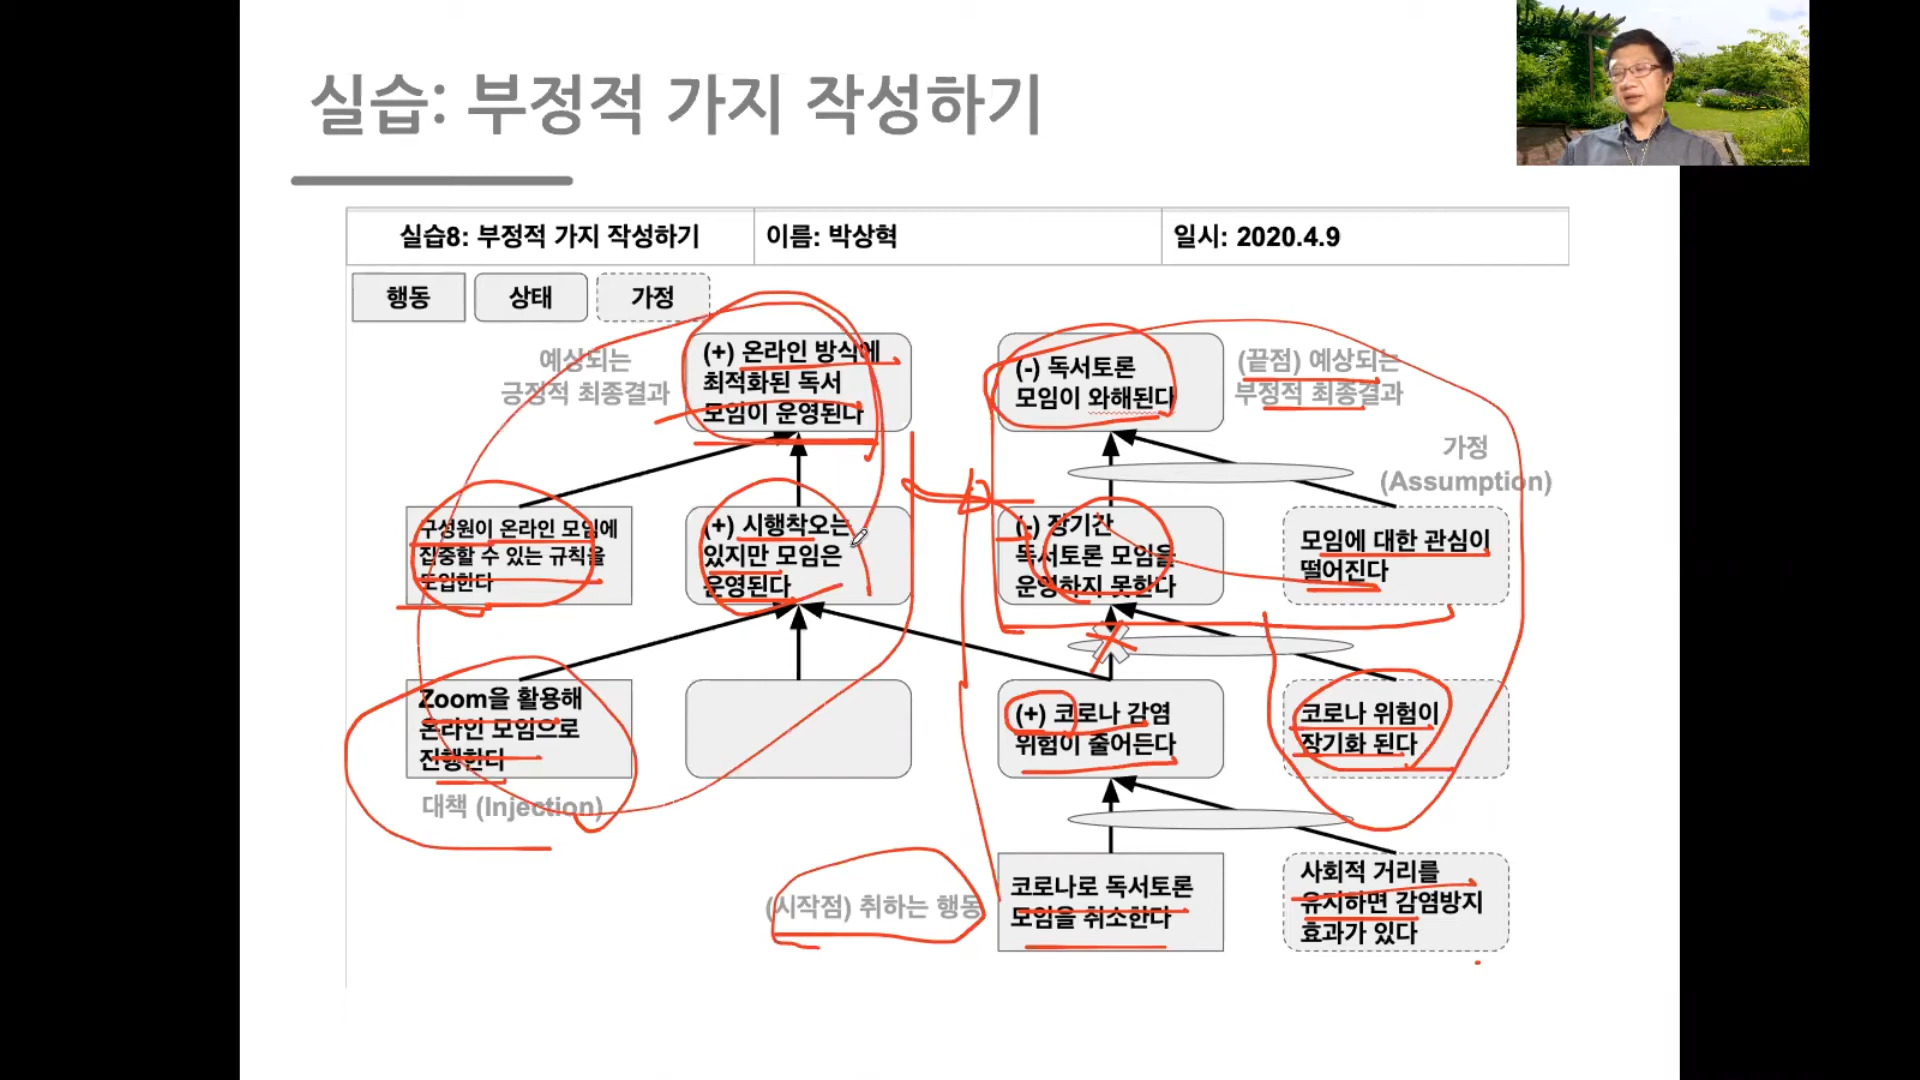 실습: 부정적 가지 작성하기
실습8: 부정적 가지 작성하기
이름: 박상혁
일시: 2020.4.9
행동
상태
가정
예상되는
긍정적 최종결과
(+) 온라인 방식에
최적화된 독서
모임이 운영된다
(-) 독서토론
모임이 와해된다
(끝점) 예상되는
부정적 최종결과
가정
(Assumption)
구성원이 온라인 모임에
집중할 수 있는 규칙을
도입한다
(+) 시행착오는
있지만 모임은
운영된다
(-) 장기간
독서토론 모임을
운영하지 못한다
모임에 대한 관심이
떨어진다
Zoom을 활용해
온라인 모임으로
진행한다
대책 (Injection)
(+) 코로나 감염
위험이 줄어든다
코로나 위험이
장기화 된다
(시작점) 취하는 행동
코로나로 독서토론
모임을 취소한다
사회적 거리를
유지하면 감염방지
효과가 있다